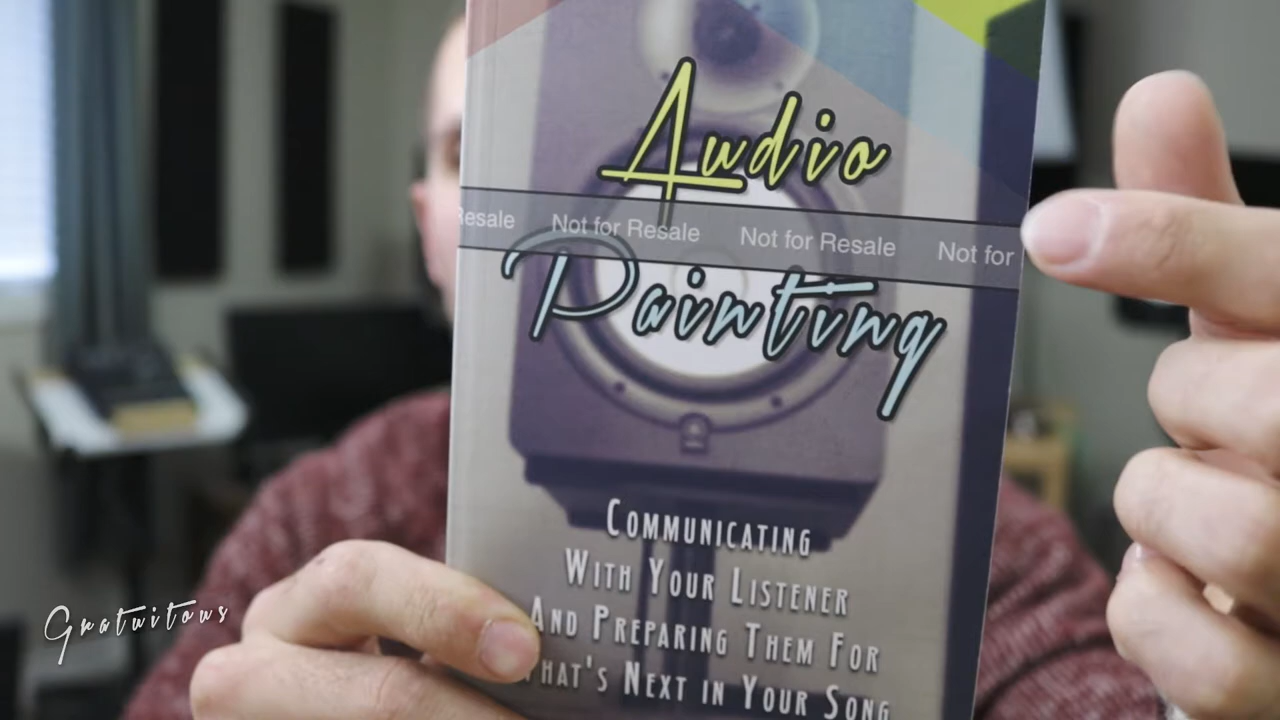 Audio
Resale Not for Resale Not for Resale Not for
Painting
Communicating
With Your Listener
And Preparing Them For
What's Next in Your Song
Gratuitous